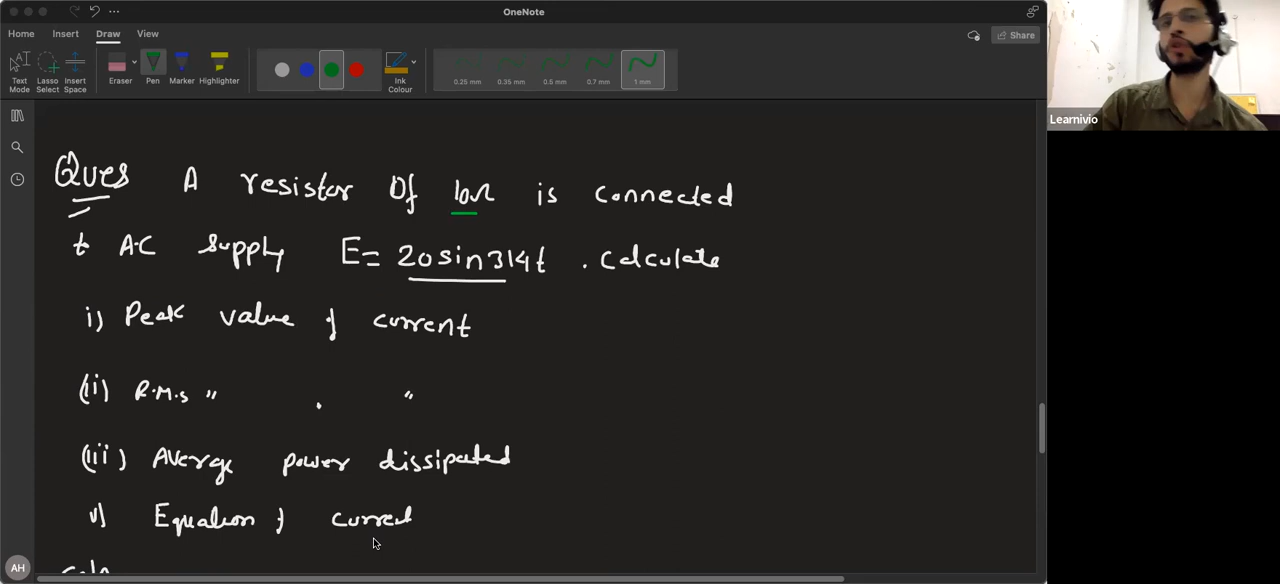 OneNote
Home Insert Draw View
Share
Text Mode
Lasso Select
Insert Space
Eraser
Pen
Marker
Highlighter
Ink Colour
0.25 mm 0.35 mm 0.5 mm 0.7 mm 1 mm
Learnivio
Ques A resistor Of 10Ω is connected
t A.C supply E= 20sin314t . calculate
i) Peak value of current
(ii) R.M.s " . "
(iii) Average power dissipated
v) Equation of current
AH